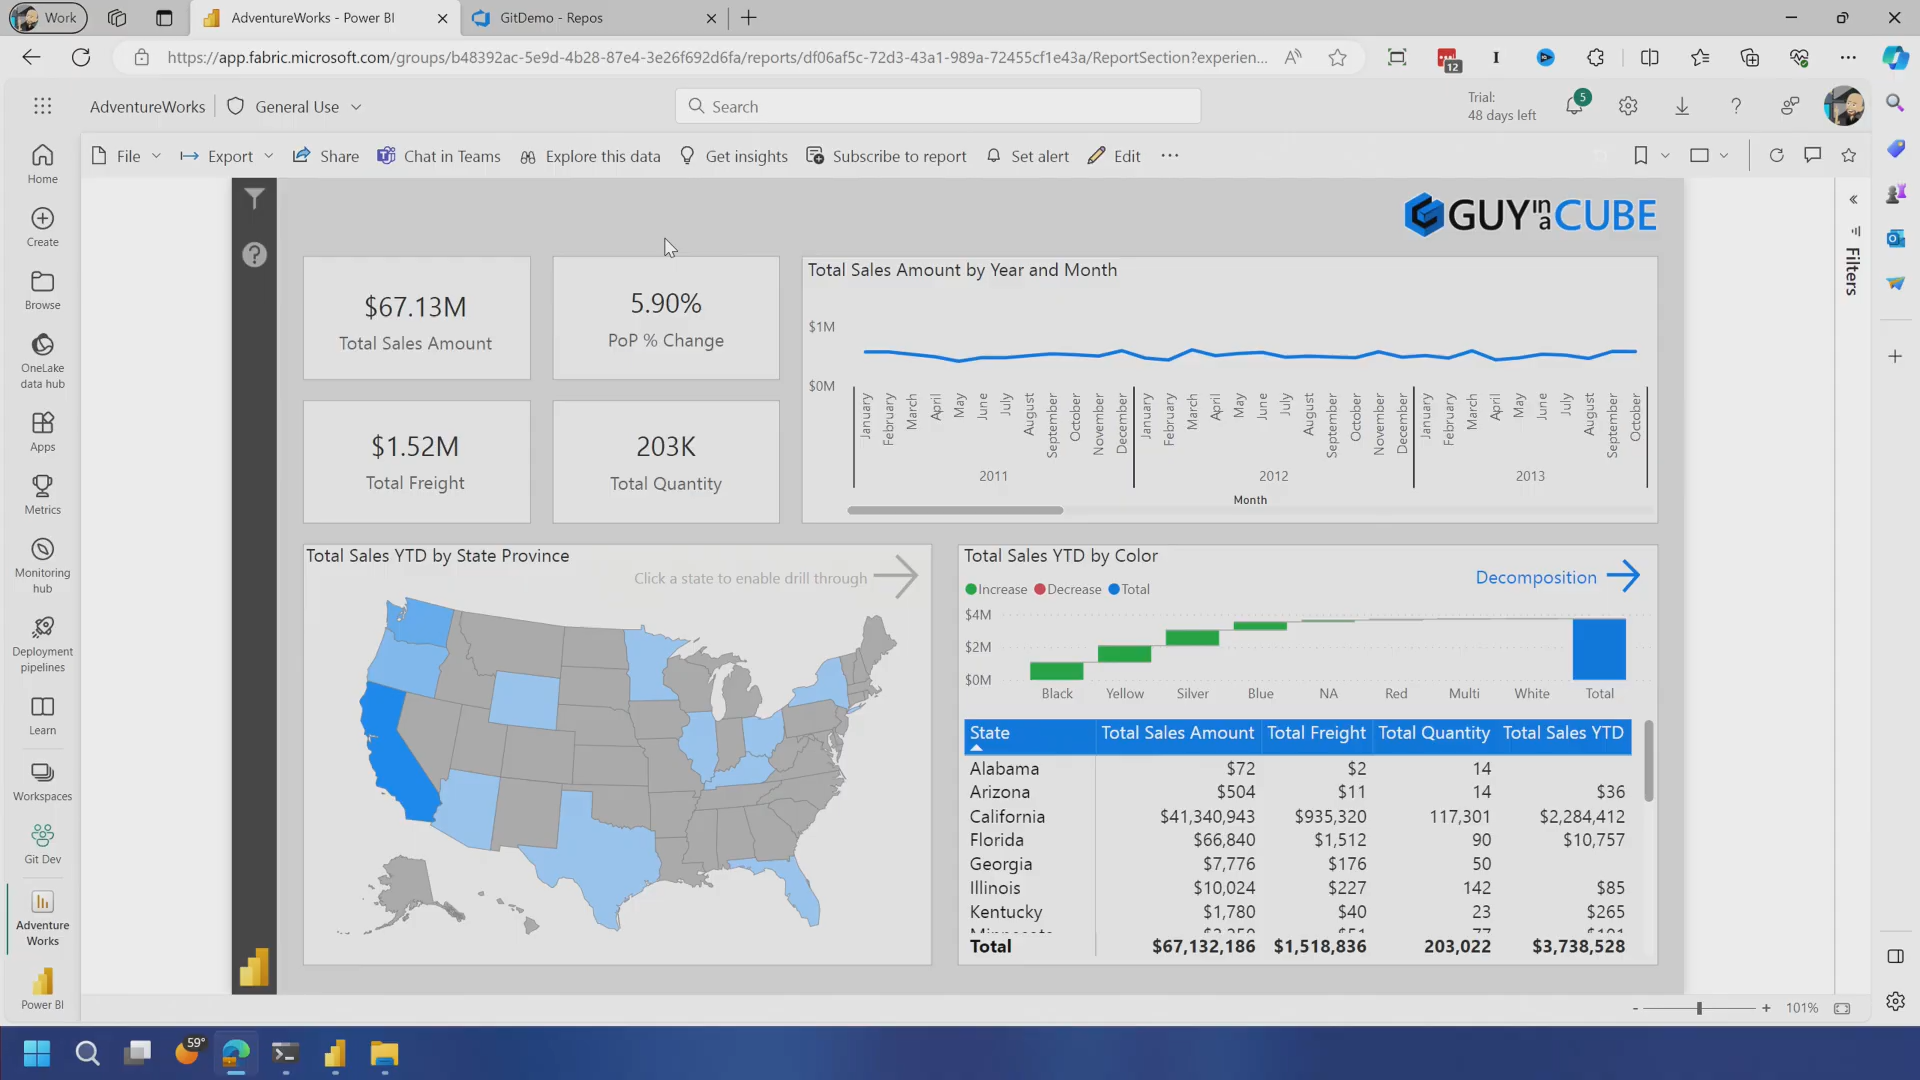 Work
AdventureWorks - Power BI
GitDemo - Repos
https://app.fabric.microsoft.com/groups/b48392ac-5e9d-4b28-87e4-3e26f692d6fa/reports/df06af5c-72d3-43a1-989a-72455cf1e43a/ReportSection?experien...
12
AdventureWorks
General Use
Search
Trial:
48 days left
5
File
Export
Share
Chat in Teams
Explore this data
Get insights
Subscribe to report
Set alert
Edit
Home
Create
Browse
OneLake
data hub
Apps
Metrics
Monitoring
hub
Deployment
pipelines
Learn
Workspaces
Git Dev
Adventure
Works
Power BI
GUY in a CUBE
Filters
$67.13M
Total Sales Amount
5.90%
PoP % Change
$1.52M
Total Freight
203K
Total Quantity
Total Sales Amount by Year and Month
$1M
$0M
January February March April May June July August September October November December January February March April May June July August September October November December January February March April May June July August September October
2011 2012 2013
Month
Total Sales YTD by State Province
Click a state to enable drill through
Total Sales YTD by Color
Increase Decrease Total
Decomposition
$4M
$2M
$0M
Black Yellow Silver Blue NA Red Multi White Total
State Total Sales Amount Total Freight Total Quantity Total Sales YTD
Alabama $72 $2 14
Arizona $504 $11 14 $36
California $41,340,943 $935,320 117,301 $2,284,412
Florida $66,840 $1,512 90 $10,757
Georgia $7,776 $176 50
Illinois $10,024 $227 142 $85
Kentucky $1,780 $40 23 $265
Total $67,132,186 $1,518,836 203,022 $3,738,528
- + 101%
59°